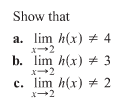 Show that
a. lim h(x) ≠ 4
x→2
b. lim h(x) ≠ 3
x→2
c. lim h(x) ≠ 2
x→2